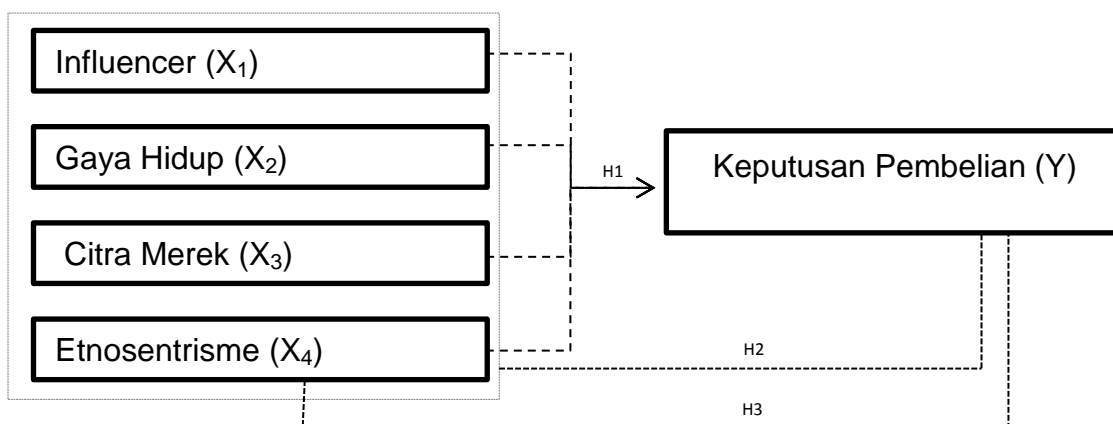 Influencer (X₁)
Gaya Hidup (X₂)
H1
Keputusan Pembelian (Y)
Citra Merek (X₃)
Etnosentrisme (X₄)
H2
H3